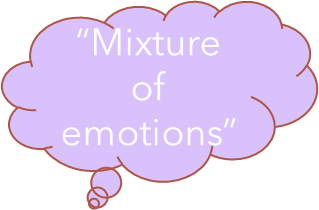 “Mixture
of
emotions”